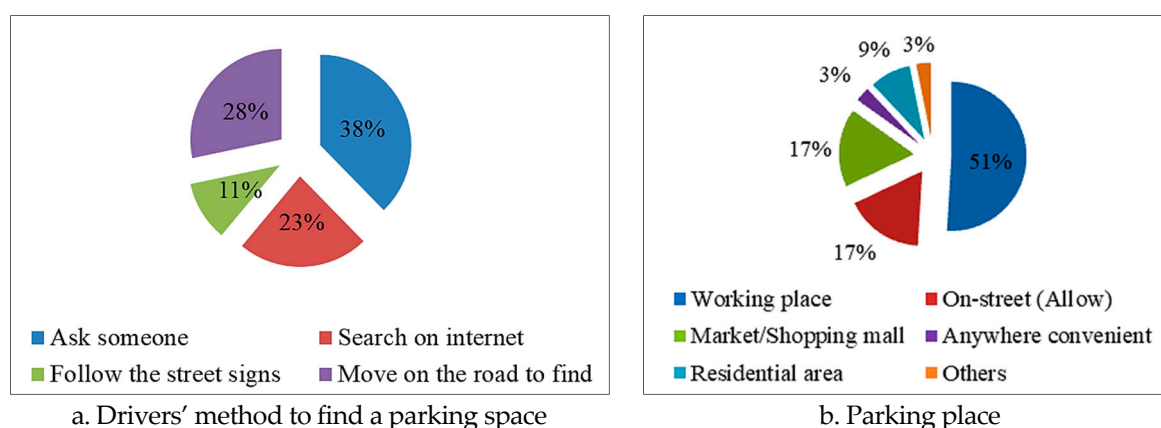 28%
38%
11%
23%
Ask someone
Search on internet
Follow the street signs
Move on the road to find
a. Drivers’ method to find a parking space
9%
3%
3%
17%
51%
17%
Working place
On-street (Allow)
Market/Shopping mall
Anywhere convenient
Residential area
Others
b. Parking place